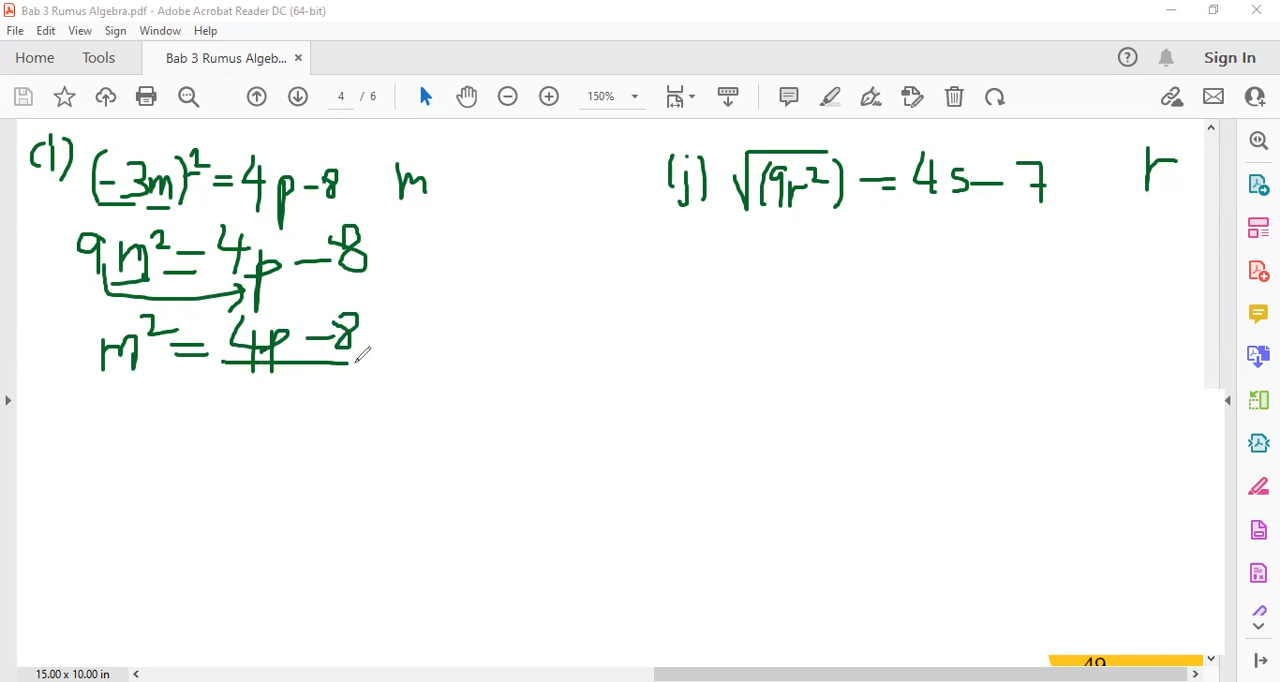 Bab 3 Rumus Algebra.pdf - Adobe Acrobat Reader DC (64-bit)
File Edit View Sign Window Help
Home Tools Bab 3 Rumus Algeb... × Sign In
4 / 6 150%
(-3m)² = 4p - 8 m
9m² = 4p - 8
m² = 4p - 8
(j) √(9r²) = 4s - 7 r
49
15.00 x 10.00 in